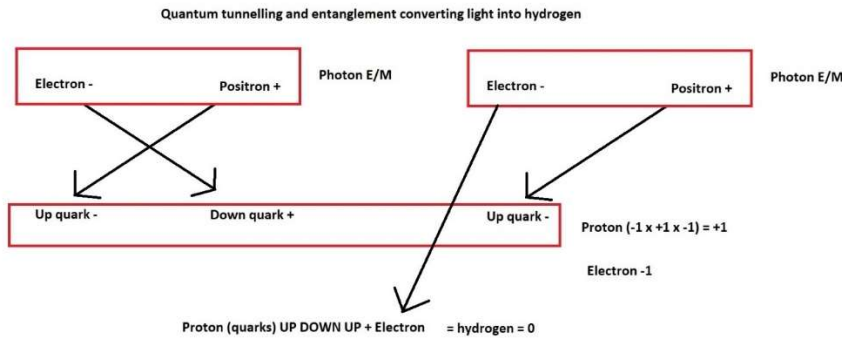 Quantum tunnelling and entanglement converting light into hydrogen
Electron - Positron + Photon E/M
Electron - Positron + Photon E/M
Up quark - Down quark + Up quark - Proton (-1 x +1 x -1) = +1
Electron -1
Proton (quarks) UP DOWN UP + Electron = hydrogen = 0